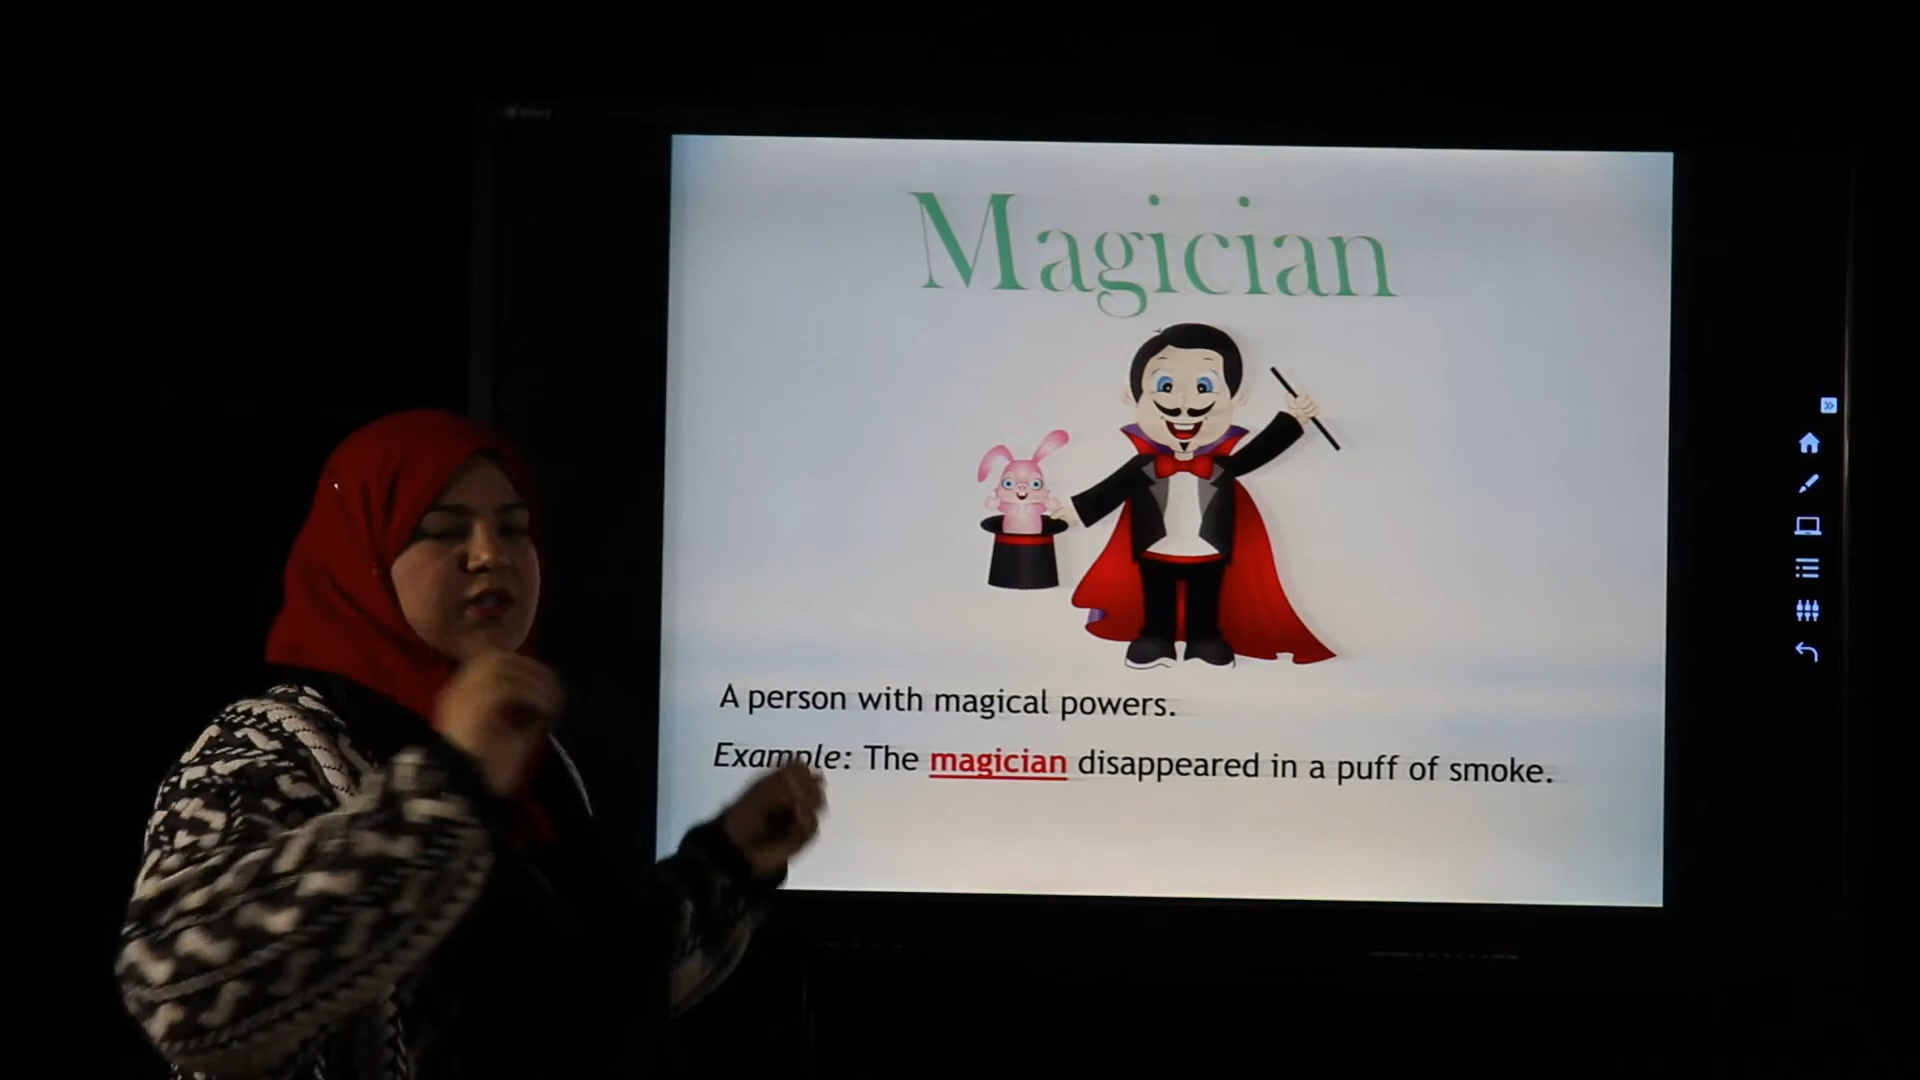 Magician
A person with magical powers.
Example: The magician disappeared in a puff of smoke.